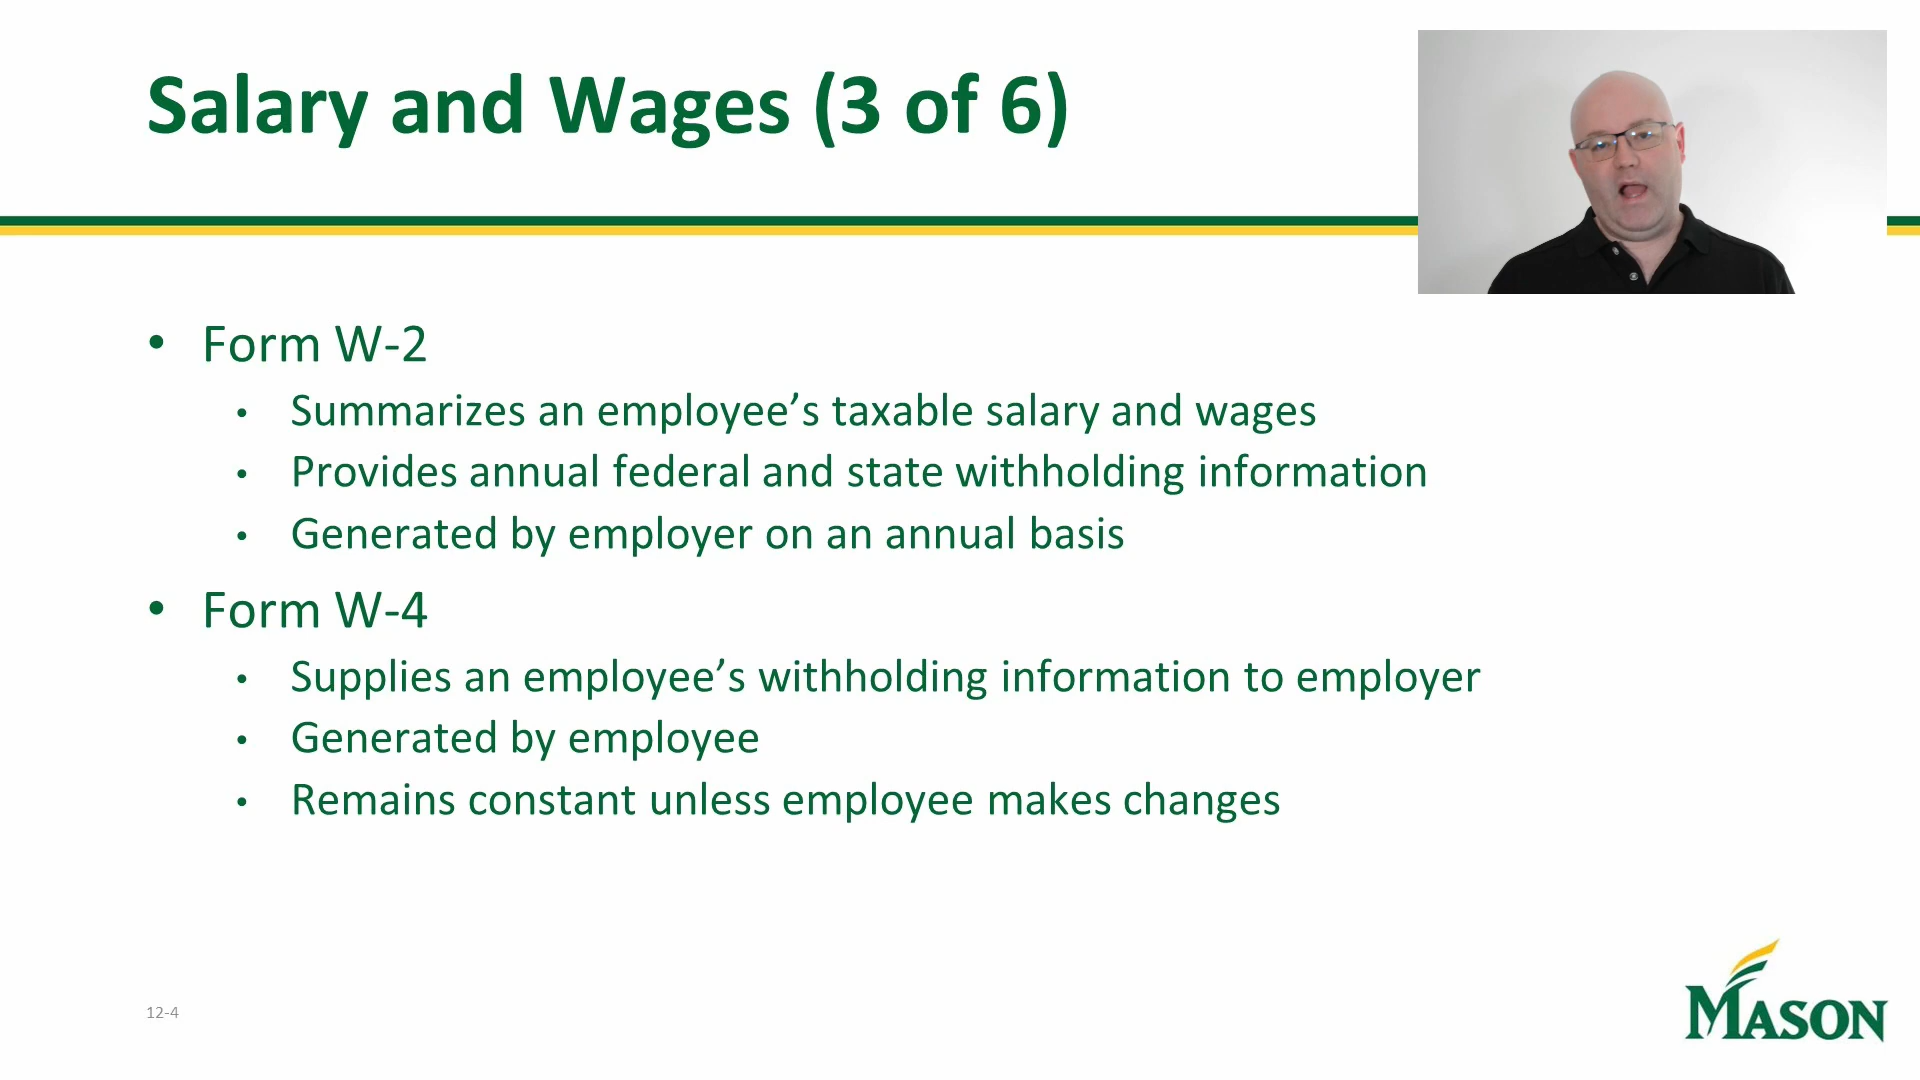 Salary and Wages (3 of 6)
• Form W-2
• Summarizes an employee’s taxable salary and wages
• Provides annual federal and state withholding information
• Generated by employer on an annual basis
• Form W-4
• Supplies an employee’s withholding information to employer
• Generated by employee
• Remains constant unless employee makes changes
12-4
MASON